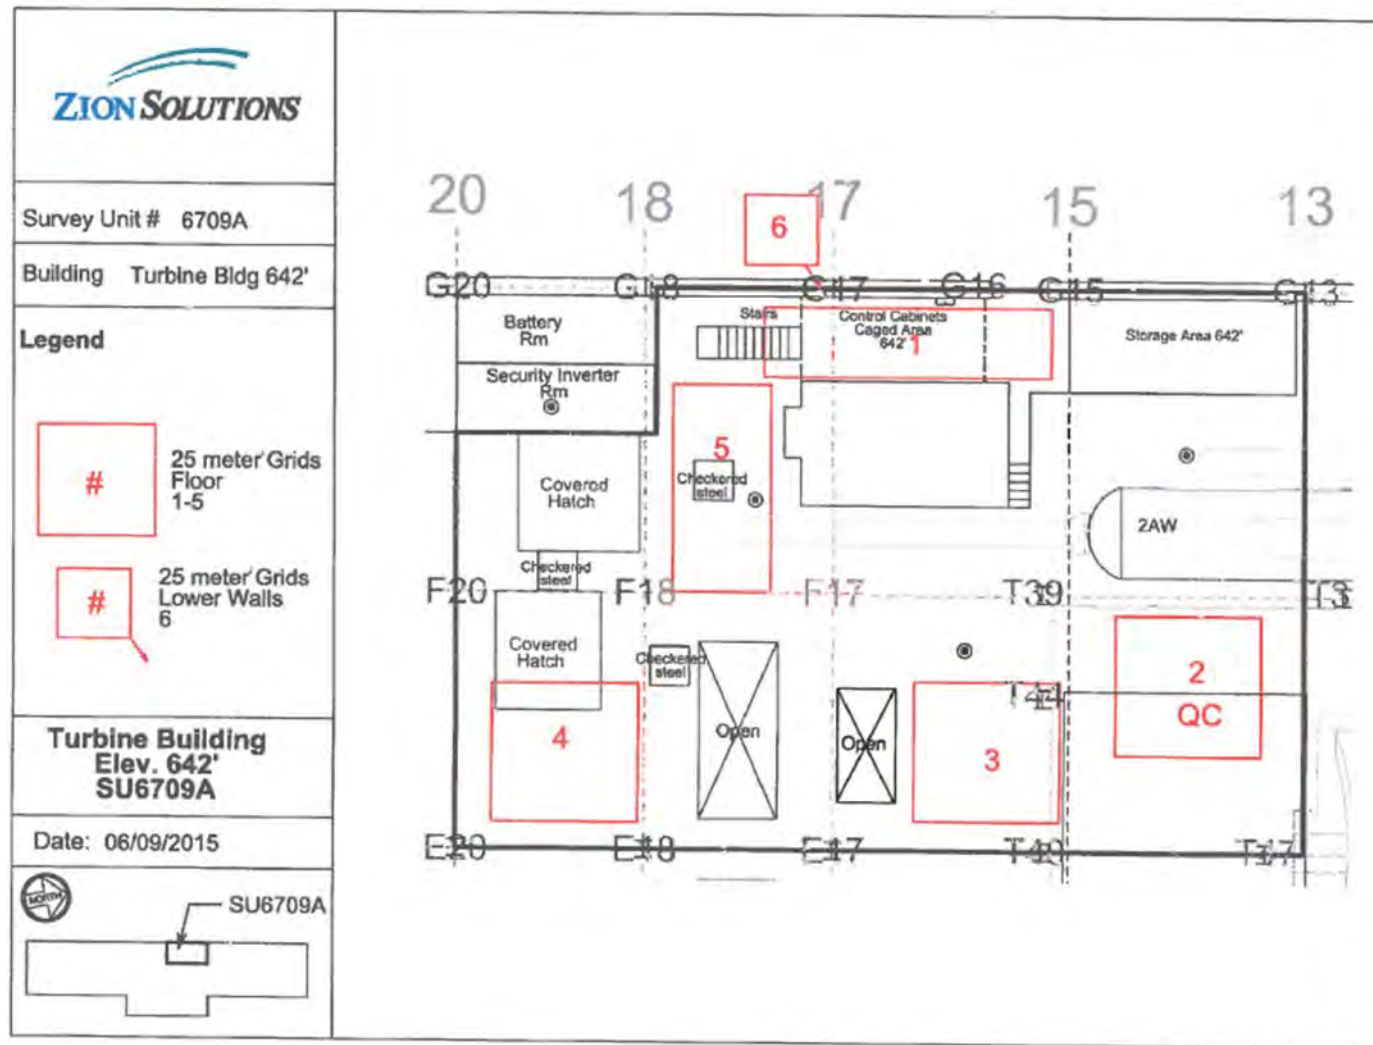 ZION SOLUTIONS
Survey Unit # 6709A
Building Turbine Bldg 642'
Legend
#
25 meter Grids
Floor
1-5
#
25 meter Grids
Lower Walls
6
Turbine Building
Elev. 642'
SU6709A
Date: 06/09/2015
NORTH
SU6709A
20
18
17
15
13
6
G20
G18
G17
G16
G15
G13
Battery
Rm
Security Inverter
Rm
Stairs
Control Cabinets
Caged Area
642'
1
Storage Area 642'
5
Checkered
steel
Covered
Hatch
Checkered
steel
2AW
F20
F18
F17
T39
Covered
Hatch
Checkered
steel
4
Open
Open
3
2
QC
E20
E18
E17